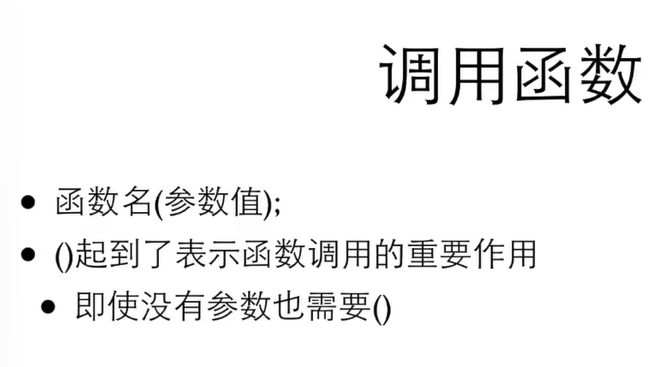 调用函数
• 函数名(参数值);
• ()起到了表示函数调用的重要作用
• 即使没有参数也需要()